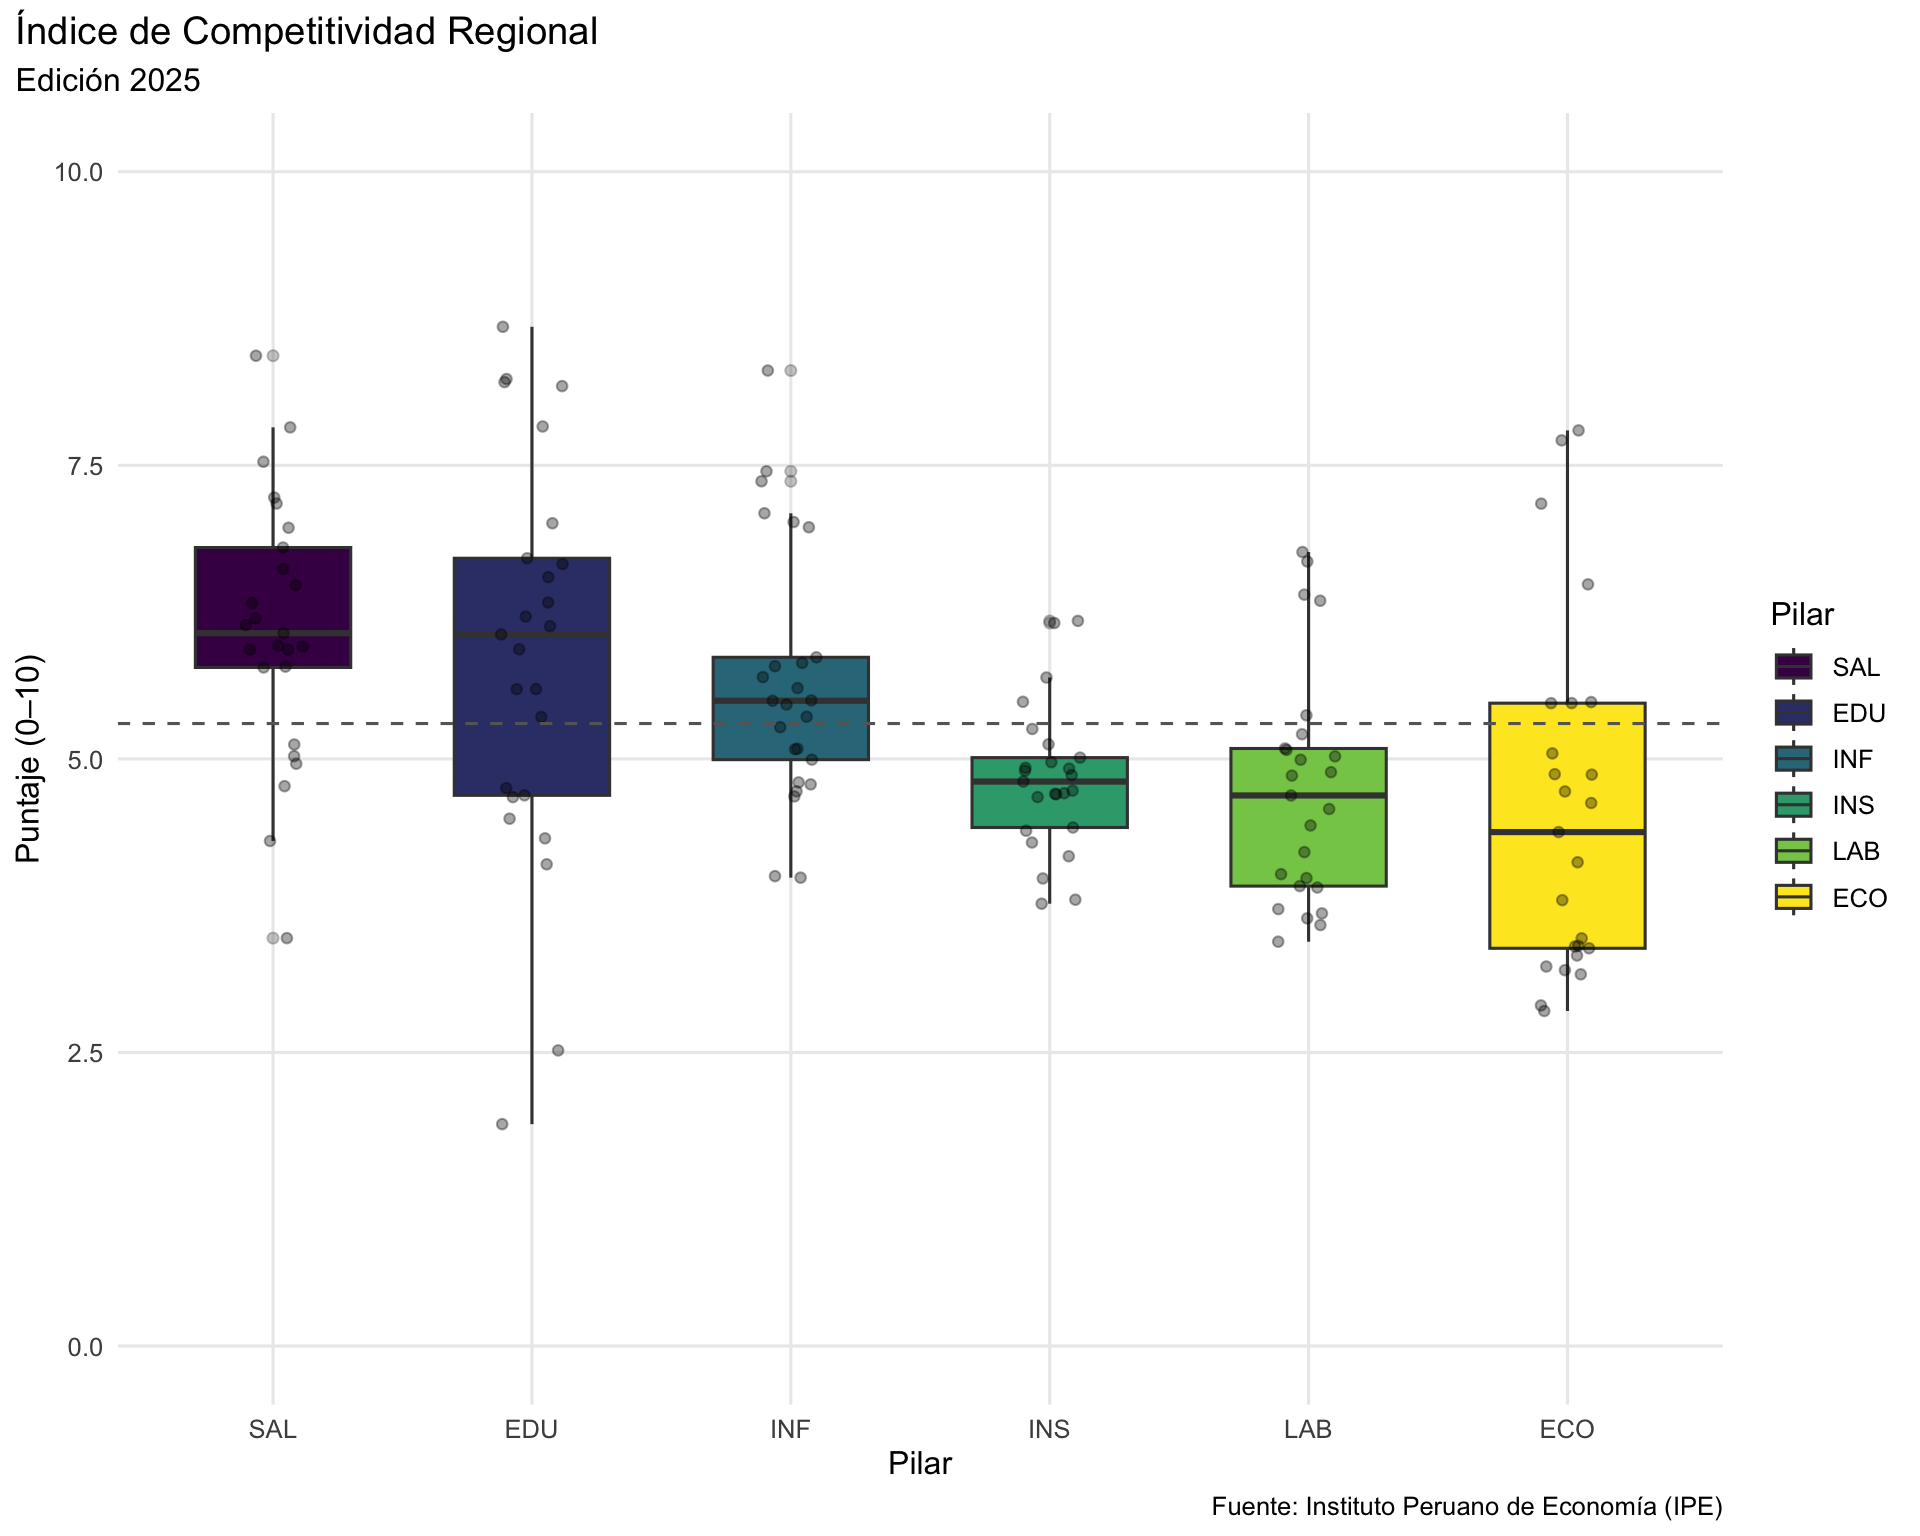 Índice de Competitividad Regional
Edición 2025
Puntaje (0–10)
10.0
7.5
5.0
2.5
0.0
SAL
EDU
INF
INS
LAB
ECO
Pilar
Pilar
SAL
EDU
INF
INS
LAB
ECO
Fuente: Instituto Peruano de Economía (IPE)